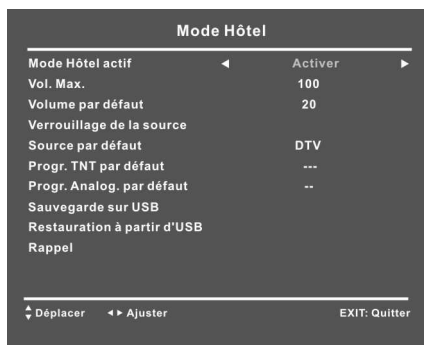 Mode Hôtel
Mode Hôtel actif ◀ Activer ▶
Vol. Max. 100
Volume par défaut 20
Verrouillage de la source
Source par défaut DTV
Progr. TNT par défaut ---
Progr. Analog. par défaut --
Sauvegarde sur USB
Restauration à partir d'USB
Rappel
Déplacer ◀▶ Ajuster EXIT: Quitter